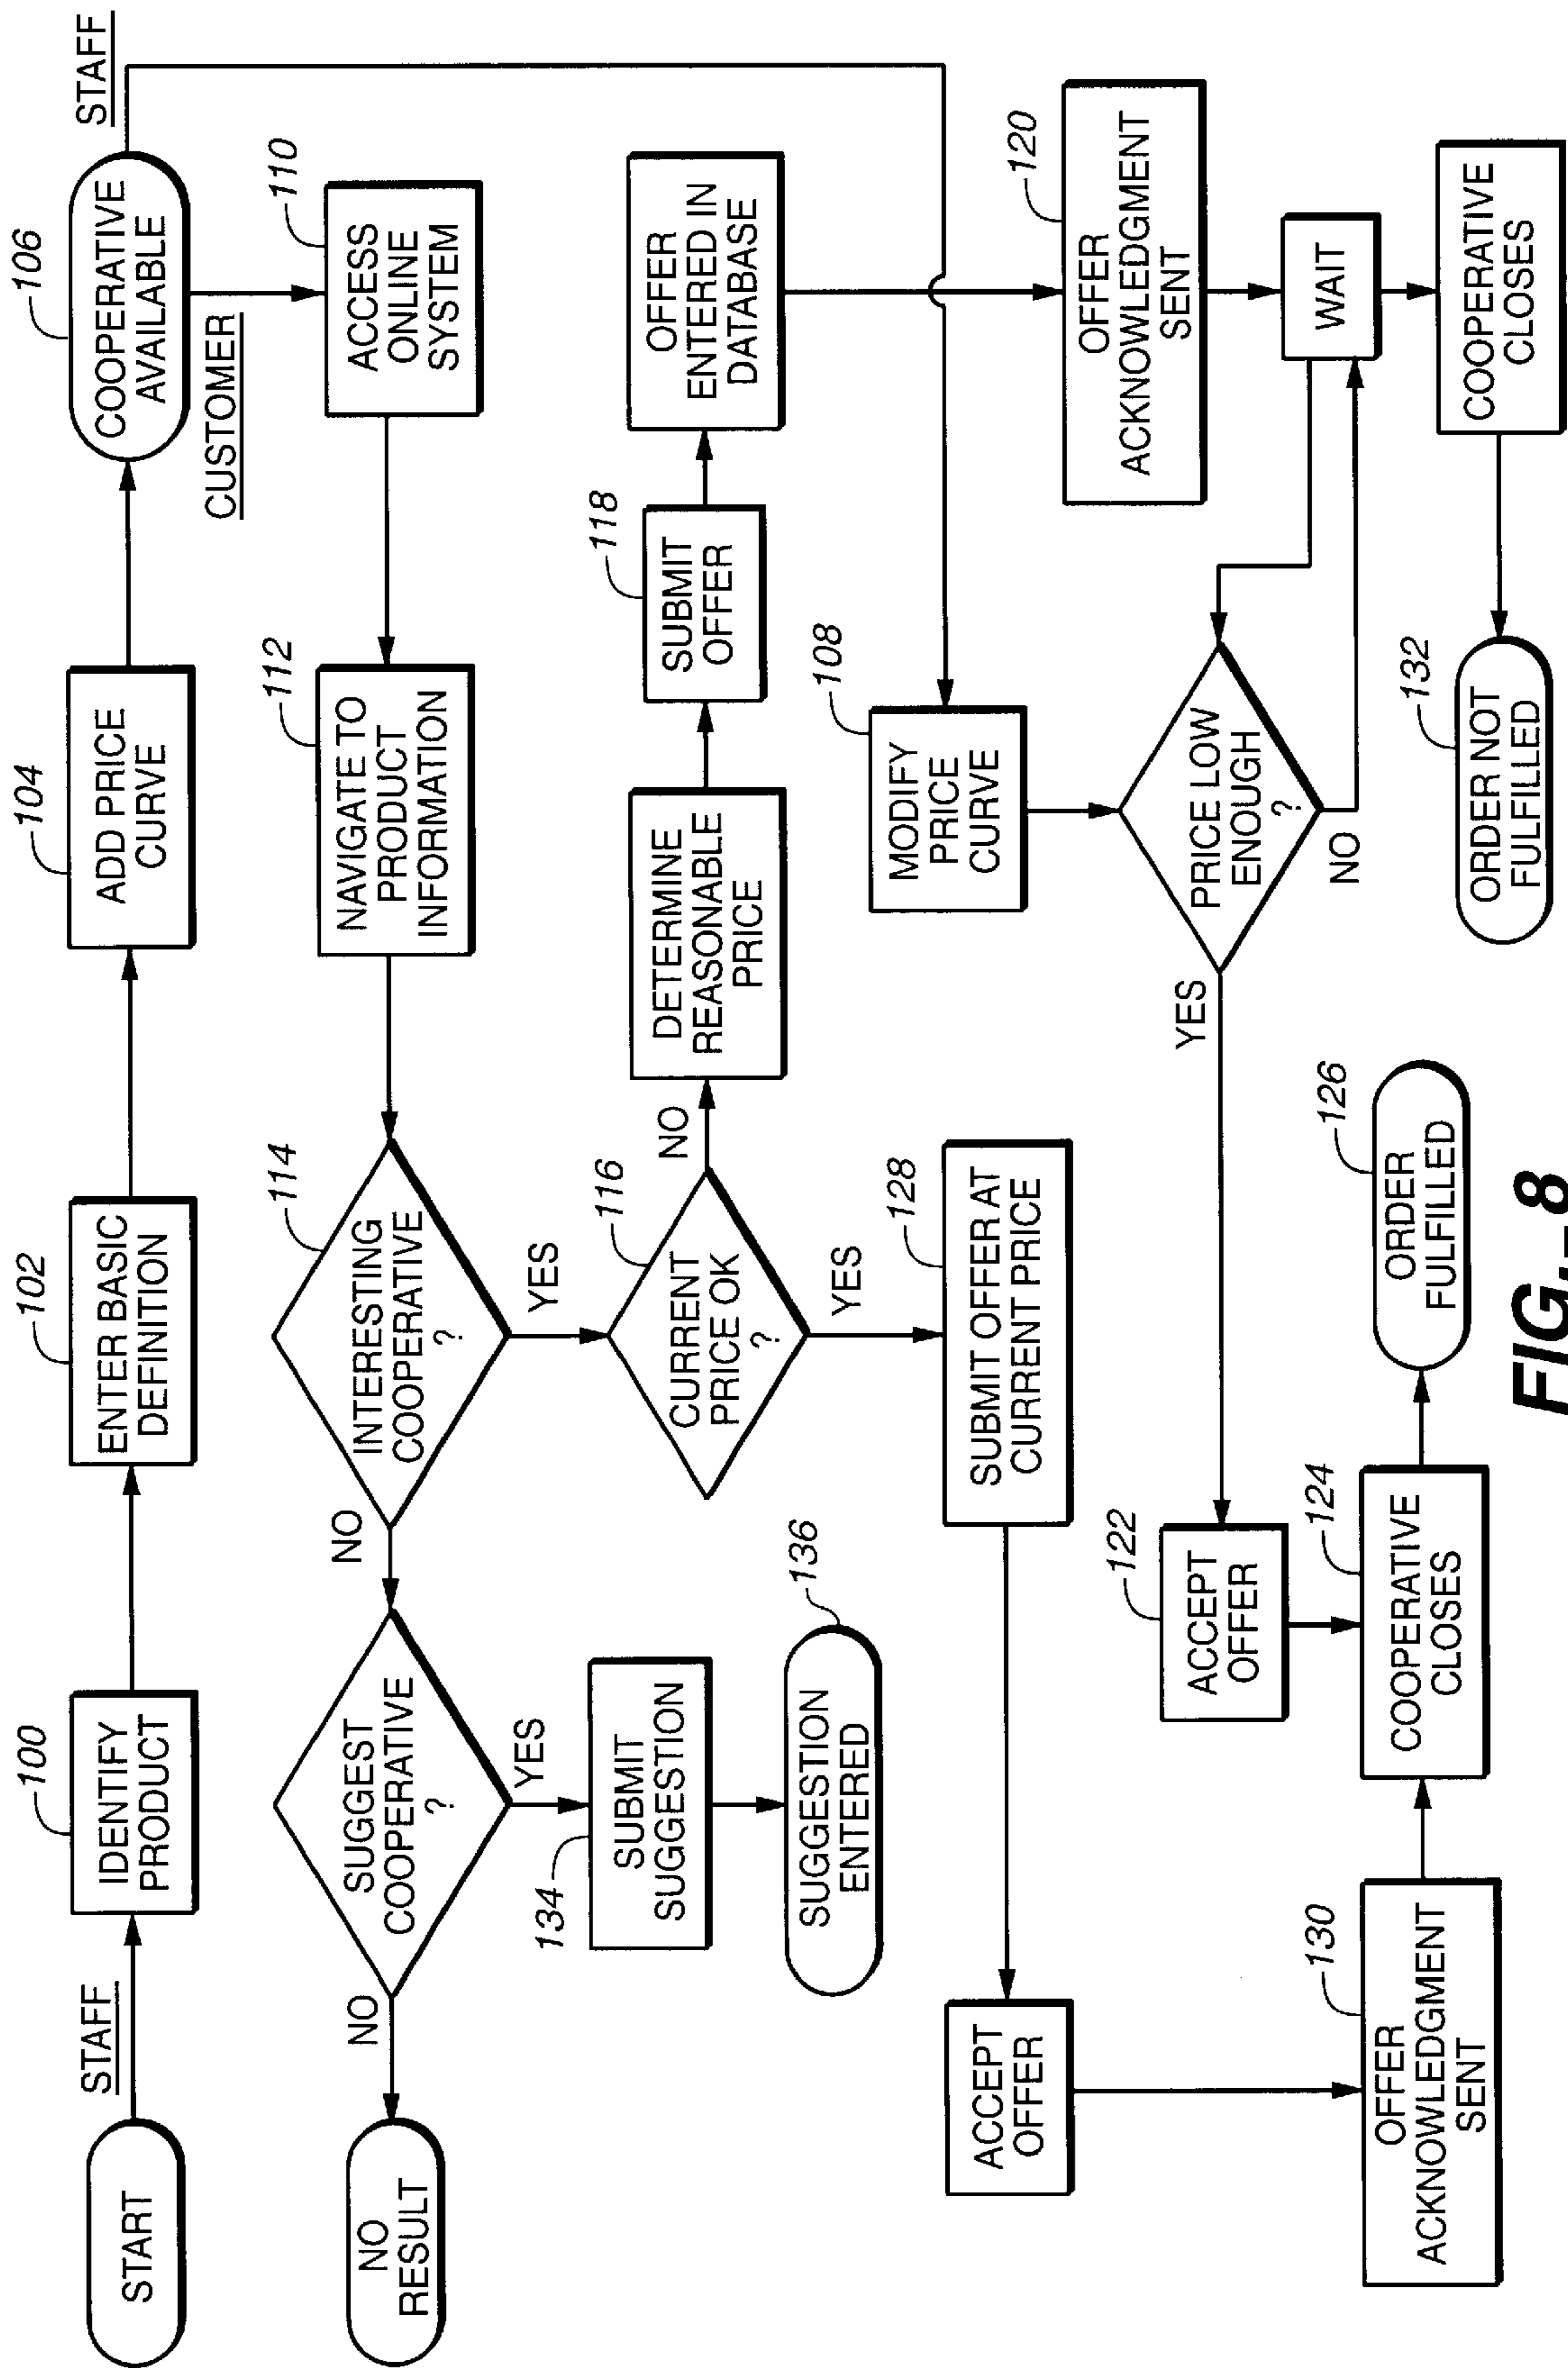 START
STAFF
100
IDENTIFY
PRODUCT
102
ENTER BASIC
DEFINITION
104
ADD PRICE
CURVE
106
COOPERATIVE
AVAILABLE
STAFF
CUSTOMER
110
ACCESS
ONLINE
SYSTEM
112
NAVIGATE TO
PRODUCT
INFORMATION
114
INTERESTING
COOPERATIVE
?
NO
YES
SUGGEST
COOPERATIVE
?
NO
YES
NO
RESULT
134
SUBMIT
SUGGESTION
136
SUGGESTION
ENTERED
116
CURRENT
PRICE OK
?
NO
YES
DETERMINE
REASONABLE
PRICE
118
SUBMIT
OFFER
OFFER
ENTERED IN
DATABASE
128
SUBMIT OFFER AT
CURRENT PRICE
ACCEPT
OFFER
108
MODIFY
PRICE
CURVE
120
OFFER
ACKNOWLEDGMENT
SENT
PRICE LOW
ENOUGH
?
YES
NO
WAIT
122
ACCEPT
OFFER
130
OFFER
ACKNOWLEDGMENT
SENT
124
COOPERATIVE
CLOSES
126
ORDER
FULFILLED
132
ORDER NOT
FULFILLED
COOPERATIVE
CLOSES
FIG._8